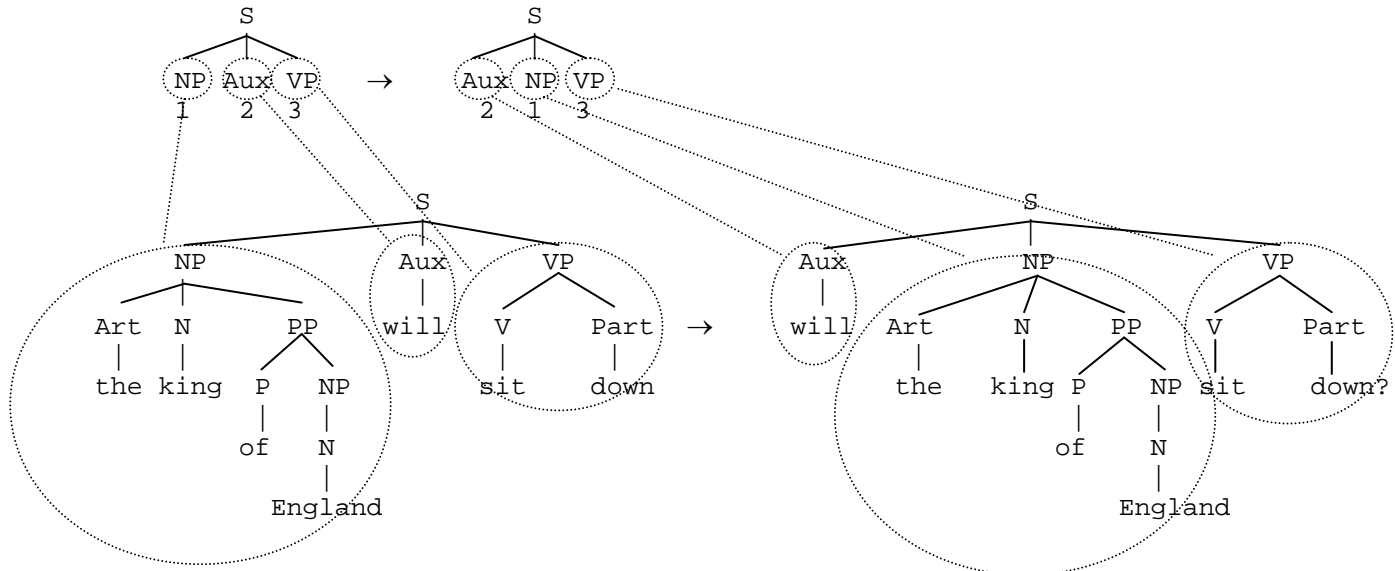 S S
NP Aux VP → Aux NP VP
1 2 3 2 1 3
S S
NP Aux VP Aux NP VP
Art N PP will V Part → will Art N PP V Part
the king P NP sit down the king P NP sit down?
of N of N
England England